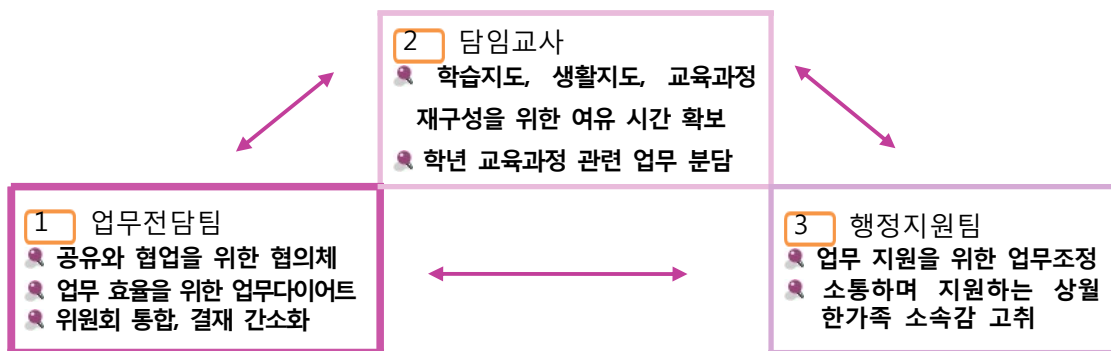 2 담임교사
학습지도, 생활지도, 교육과정
재구성을 위한 여유 시간 확보
학년 교육과정 관련 업무 분담
1 업무전담팀
공유와 협업을 위한 협의체
업무 효율을 위한 업무다이어트
위원회 통합, 결재 간소화
3 행정지원팀
업무 지원을 위한 업무조정
소통하며 지원하는 상월
한가족 소속감 고취